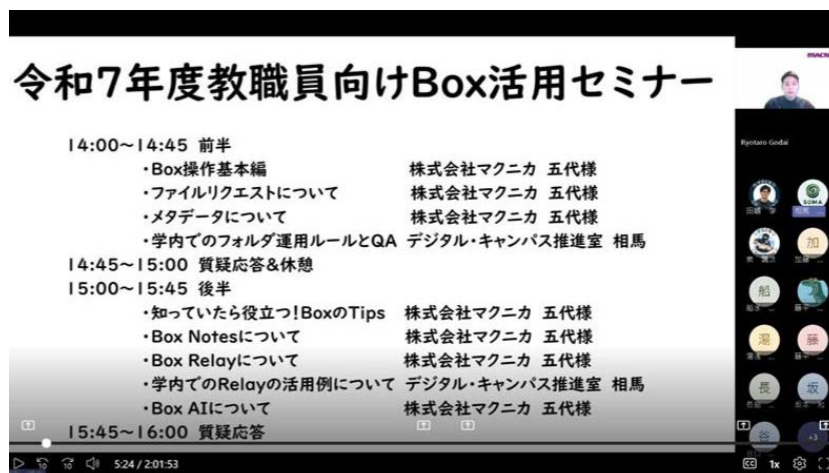 令和7年度教職員向けBox活用セミナー
14:00～14:45 前半
・Box操作基本編 株式会社マクニカ 五代様
・ファイルリクエストについて 株式会社マクニカ 五代様
・メタデータについて 株式会社マクニカ 五代様
・学内でのフォルダ運用ルールとQA デジタル・キャンパス推進室 相馬
14:45～15:00 質疑応答&休憩
15:00～15:45 後半
・知っていたら役立つ!BoxのTips 株式会社マクニカ 五代様
・Box Notesについて 株式会社マクニカ 五代様
・Box Relayについて 株式会社マクニカ 五代様
・学内でのRelayの活用例について デジタル・キャンパス推進室 相馬
・Box AIについて 株式会社マクニカ 五代様
15:45～16:00 質疑応答
Ryotaro Godai
SOMA
加
船
湯
藤
長
坂
谷
+3
10
10
5:24 / 2:01:53
CC
1x